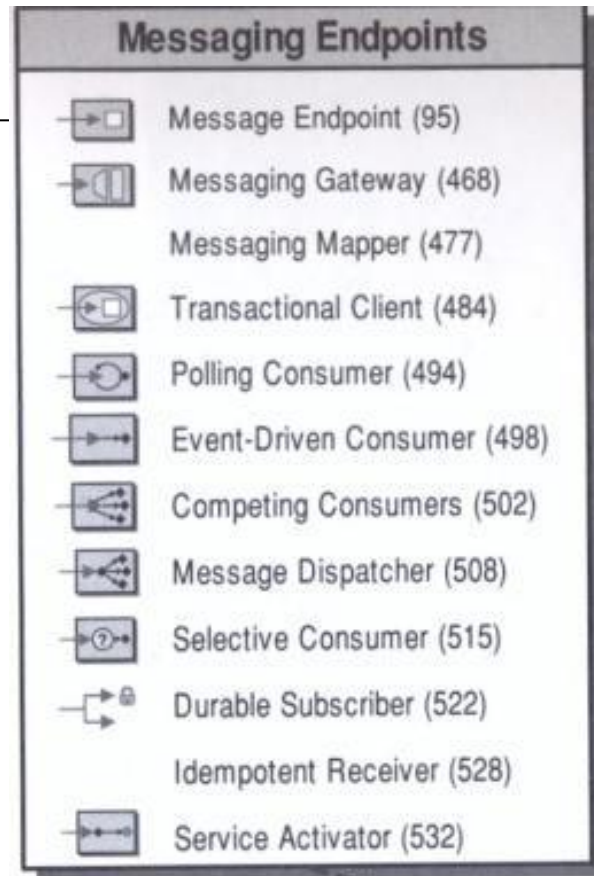 Messaging Endpoints
Message Endpoint (95)
Messaging Gateway (468)
Messaging Mapper (477)
Transactional Client (484)
Polling Consumer (494)
Event-Driven Consumer (498)
Competing Consumers (502)
Message Dispatcher (508)
?
Selective Consumer (515)
Durable Subscriber (522)
Idempotent Receiver (528)
Service Activator (532)